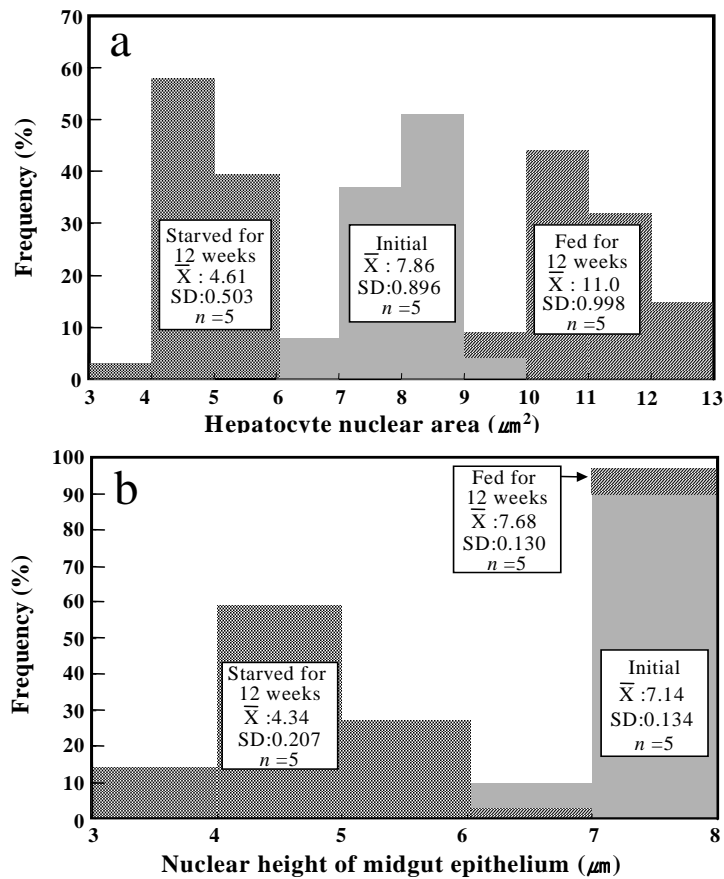 a
70
60
50
40
30
20
10
0
Frequency (%)
Starved for
12 weeks
X̄ : 4.61
SD:0.503
n =5
Initial
X̄ : 7.86
SD:0.896
n =5
Fed for
12 weeks
X̄ : 11.0
SD:0.998
n =5
3 4 5 6 7 8 9 10 11 12 13
Hepatocyte nuclear area (μm²)
b
100
90
80
70
60
50
40
30
20
10
0
Frequency (%)
Fed for
12 weeks
X̄ :7.68
SD:0.130
n =5
Starved for
12 weeks
X̄ :4.34
SD:0.207
n =5
Initial
X̄ :7.14
SD:0.134
n =5
3 4 5 6 7 8
Nuclear height of midgut epithelium (μm)